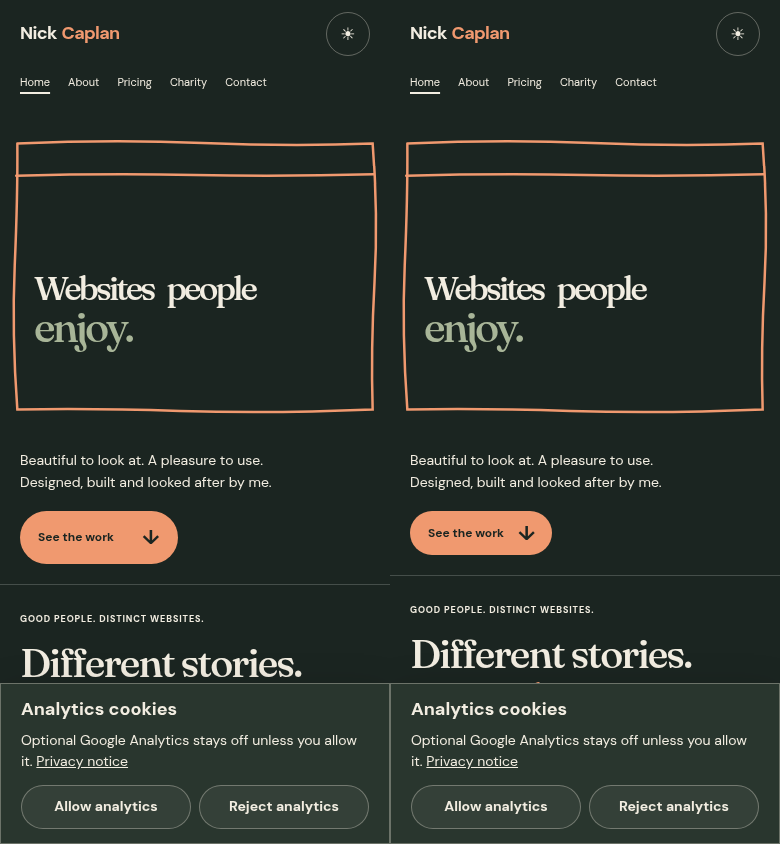 Nick Caplan
Home About Pricing Charity Contact
Websites people
enjoy.
Beautiful to look at. A pleasure to use.
Designed, built and looked after by me.
See the work
GOOD PEOPLE. DISTINCT WEBSITES.
Different stories.
Analytics cookies
Optional Google Analytics stays off unless you allow
it. Privacy notice
Allow analytics Reject analytics
Nick Caplan
Home About Pricing Charity Contact
Websites people
enjoy.
Beautiful to look at. A pleasure to use.
Designed, built and looked after by me.
See the work
GOOD PEOPLE. DISTINCT WEBSITES.
Different stories.
Analytics cookies
Optional Google Analytics stays off unless you allow
it. Privacy notice
Allow analytics Reject analytics